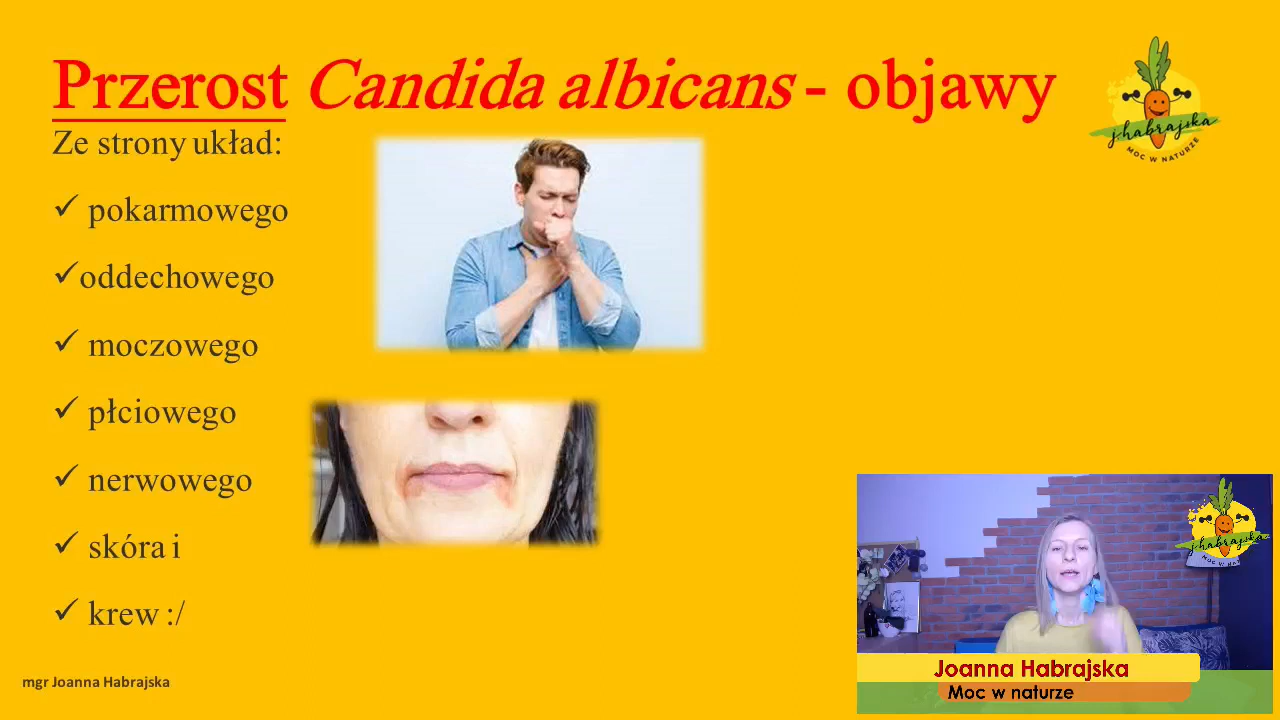 Przerost Candida albicans - objawy
j-habrajska
MOC W NATURZE
Ze strony układ:
✓ pokarmowego
✓ oddechowego
✓ moczowego
✓ płciowego
✓ nerwowego
✓ skóra i
✓ krew :/
mgr Joanna Habrajska
j-habrajska
Joanna Habrajska
Moc w naturze